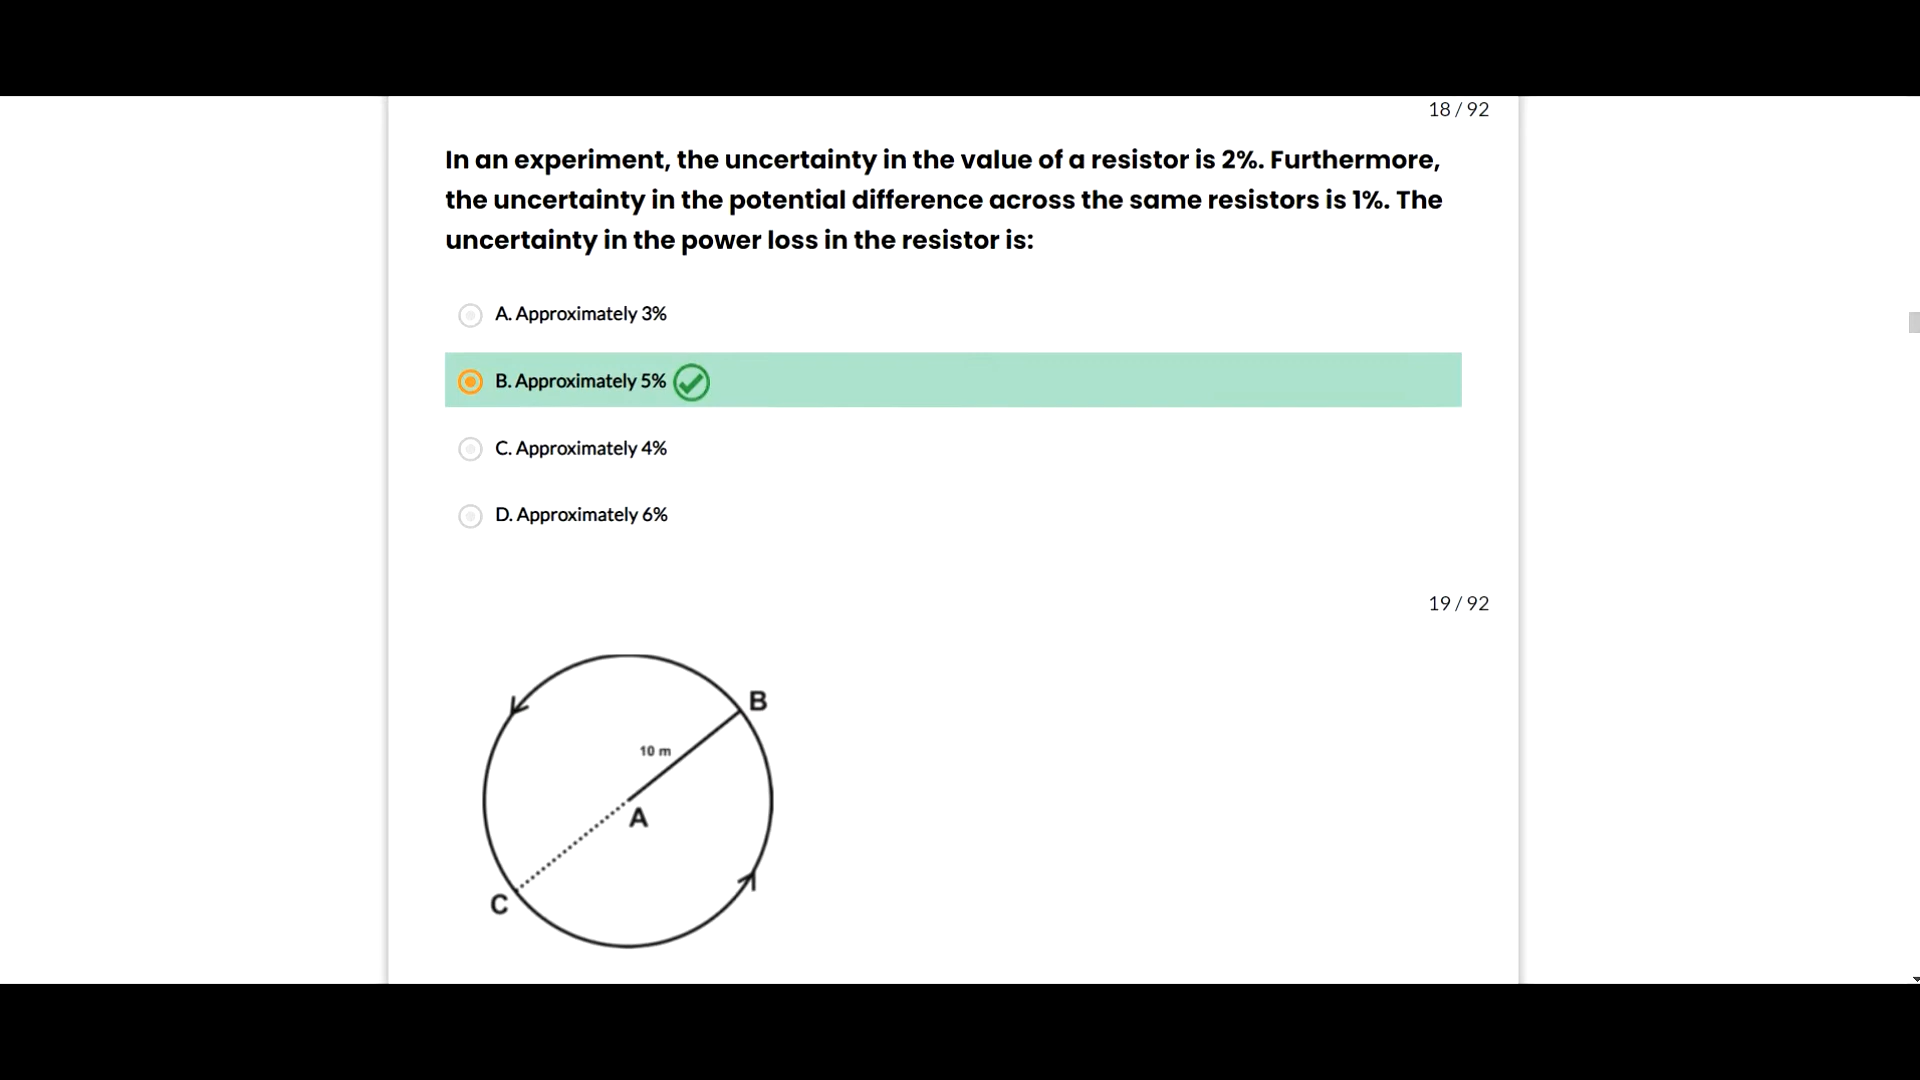 18 / 92
In an experiment, the uncertainty in the value of a resistor is 2%. Furthermore,
the uncertainty in the potential difference across the same resistors is 1%. The
uncertainty in the power loss in the resistor is:
A. Approximately 3%
B. Approximately 5%
C. Approximately 4%
D. Approximately 6%
19 / 92
B
10 m
A
C